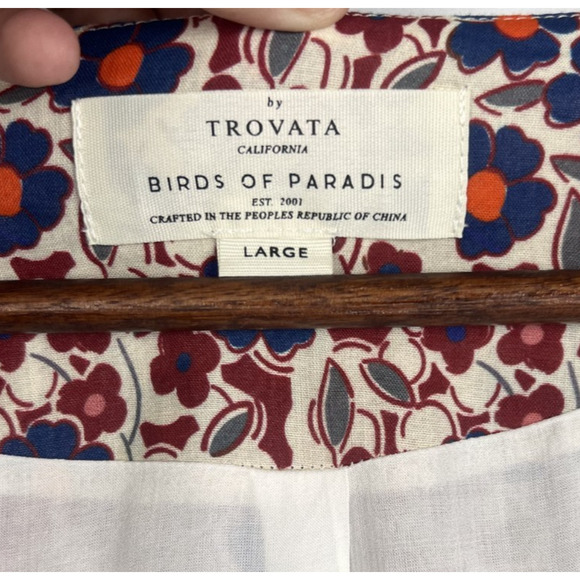 by
TROVATA
CALIFORNIA
BIRDS OF PARADIS
EST. 2001
CRAFTED IN THE PEOPLES REPUBLIC OF CHINA
LARGE